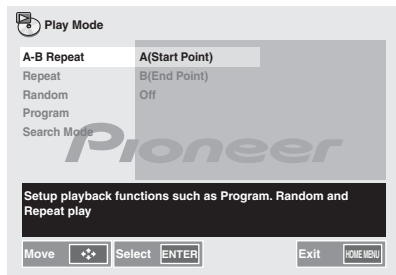 Play Mode
A-B Repeat A(Start Point)
Repeat B(End Point)
Random Off
Program
Search Mode
Pioneer
Setup playback functions such as Program. Random and
Repeat play
Move Select ENTER Exit HOME MENU